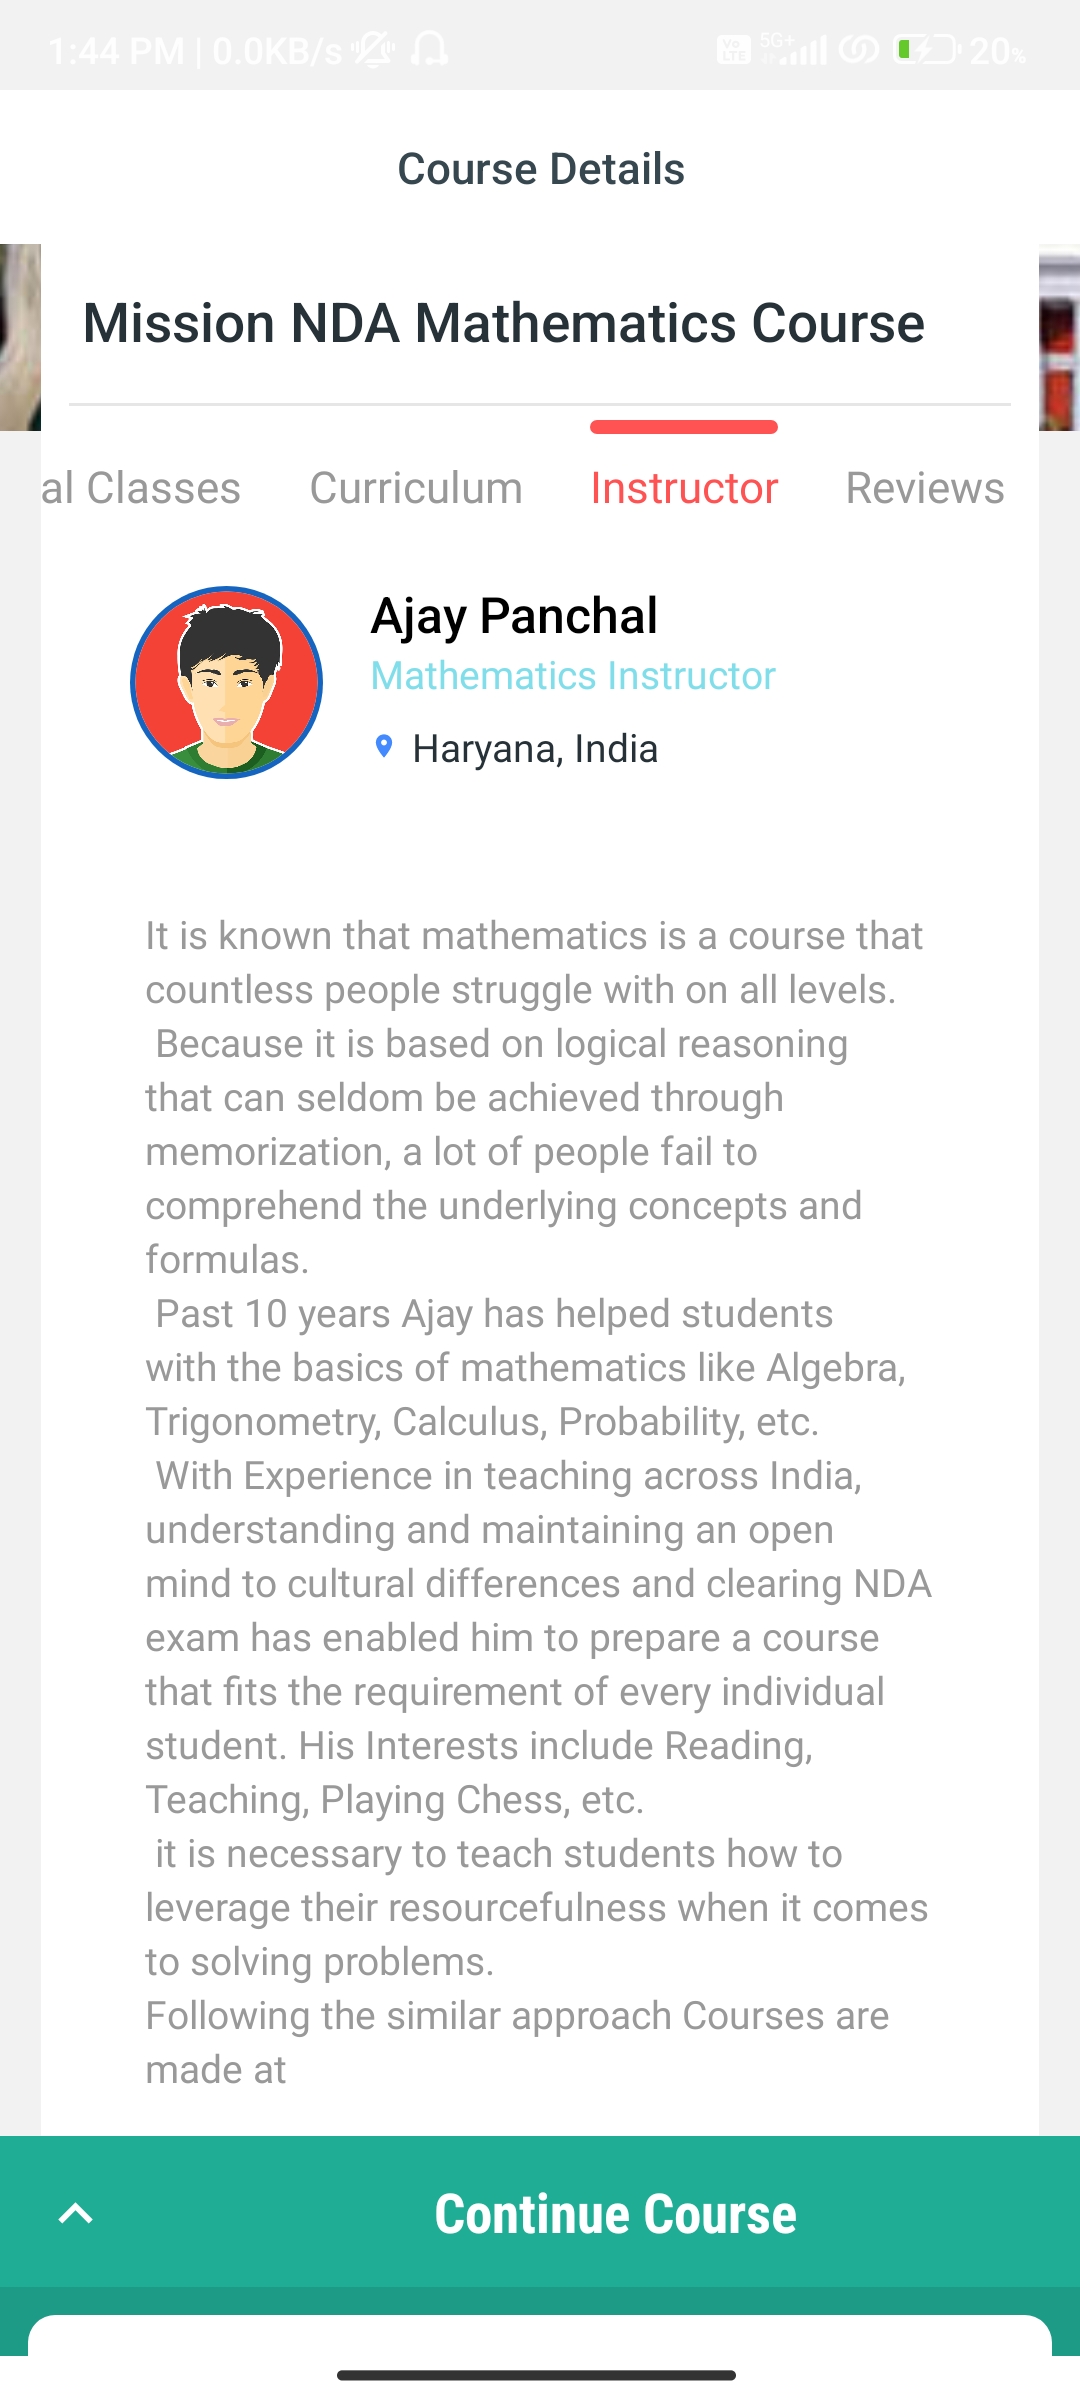 1:44 PM | 0.0KB/s
Vo LTE 5G+ 20%
Course Details
Mission NDA Mathematics Course
al Classes Curriculum Instructor Reviews
Ajay Panchal
Mathematics Instructor
Haryana, India
It is known that mathematics is a course that
countless people struggle with on all levels.
Because it is based on logical reasoning
that can seldom be achieved through
memorization, a lot of people fail to
comprehend the underlying concepts and
formulas.
Past 10 years Ajay has helped students
with the basics of mathematics like Algebra,
Trigonometry, Calculus, Probability, etc.
With Experience in teaching across India,
understanding and maintaining an open
mind to cultural differences and clearing NDA
exam has enabled him to prepare a course
that fits the requirement of every individual
student. His Interests include Reading,
Teaching, Playing Chess, etc.
it is necessary to teach students how to
leverage their resourcefulness when it comes
to solving problems.
Following the similar approach Courses are
made at
Continue Course